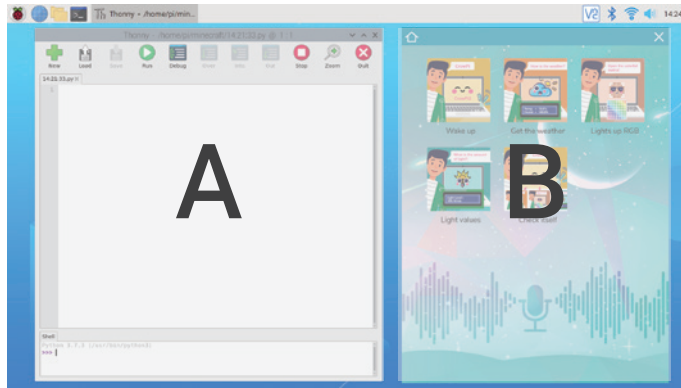 Thonny - /home/pi/min...
14:24
Thonny - /home/pi/minecraft/14:21:33.py @ 1 : 1
New Load Save Run Debug Over Into Out Stop Zoom Quit
14:21:33.py
1
A
Shell
Python 3.7.3 (/usr/bin/python3)
>>>
B
Wake up
Get the weather
Lights up RGB
Light values
Check itself